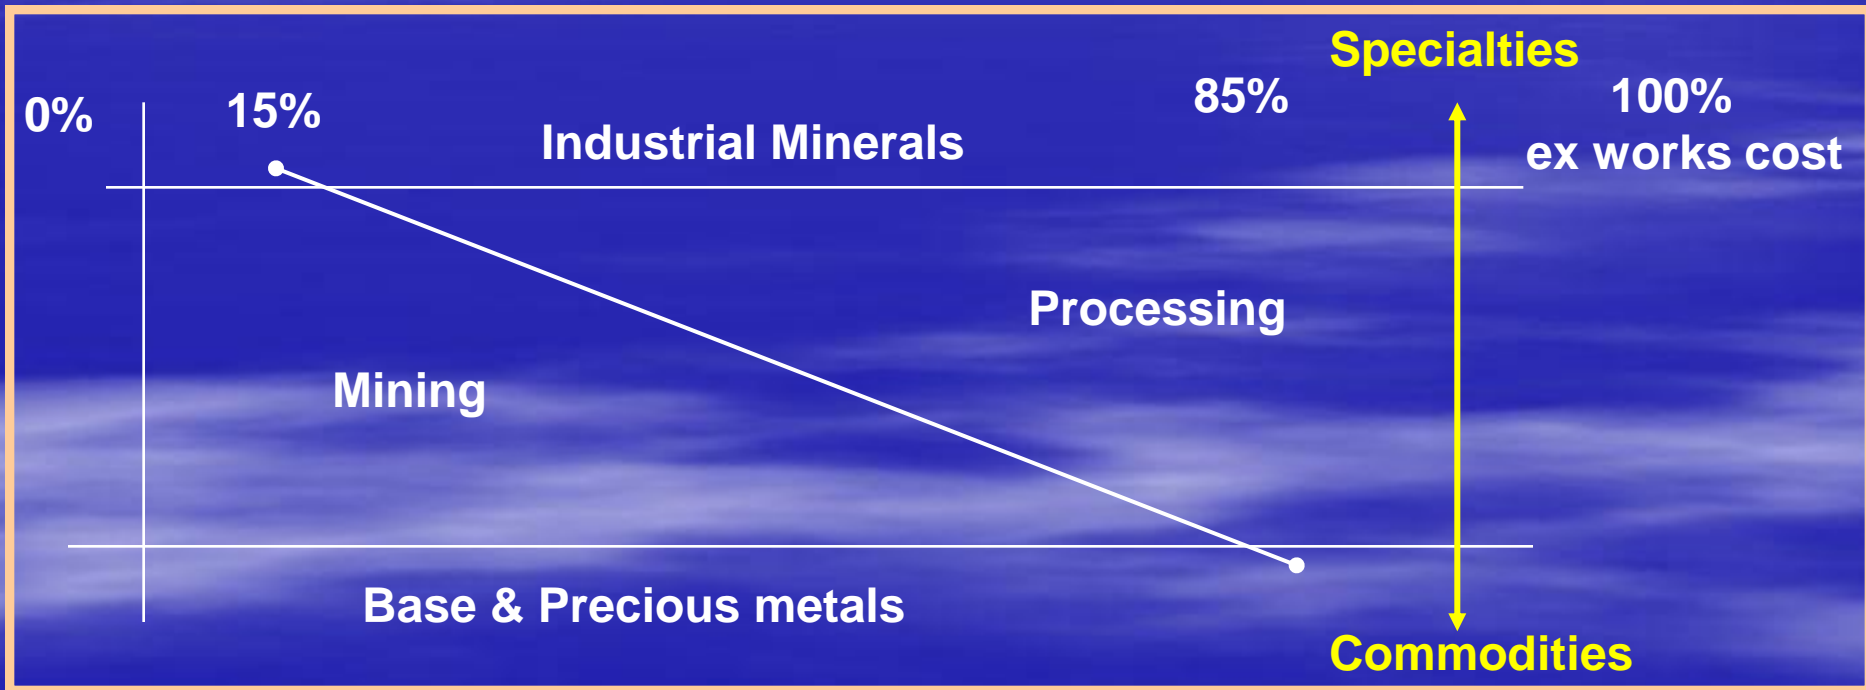 Specialties
0%
15%
85%
100%
Industrial Minerals
ex works cost
Processing
Mining
Base & Precious metals
Commodities